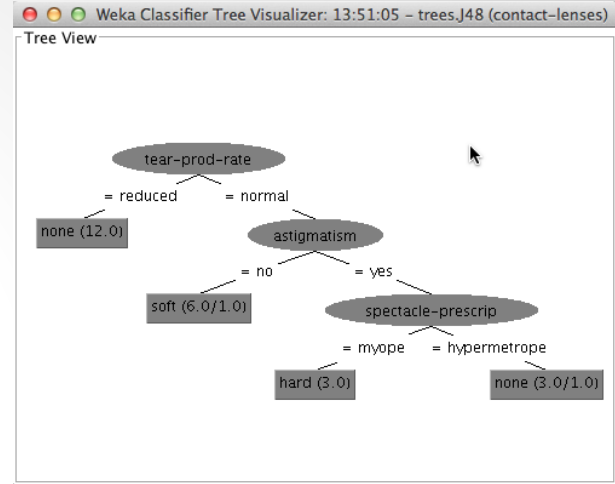 Weka Classifier Tree Visualizer: 13:51:05 – trees.J48 (contact-lenses)
Tree View
tear-prod-rate
= reduced
= normal
none (12.0)
astigmatism
= no
= yes
soft (6.0/1.0)
spectacle-prescrip
= myope
= hypermetrope
hard (3.0)
none (3.0/1.0)